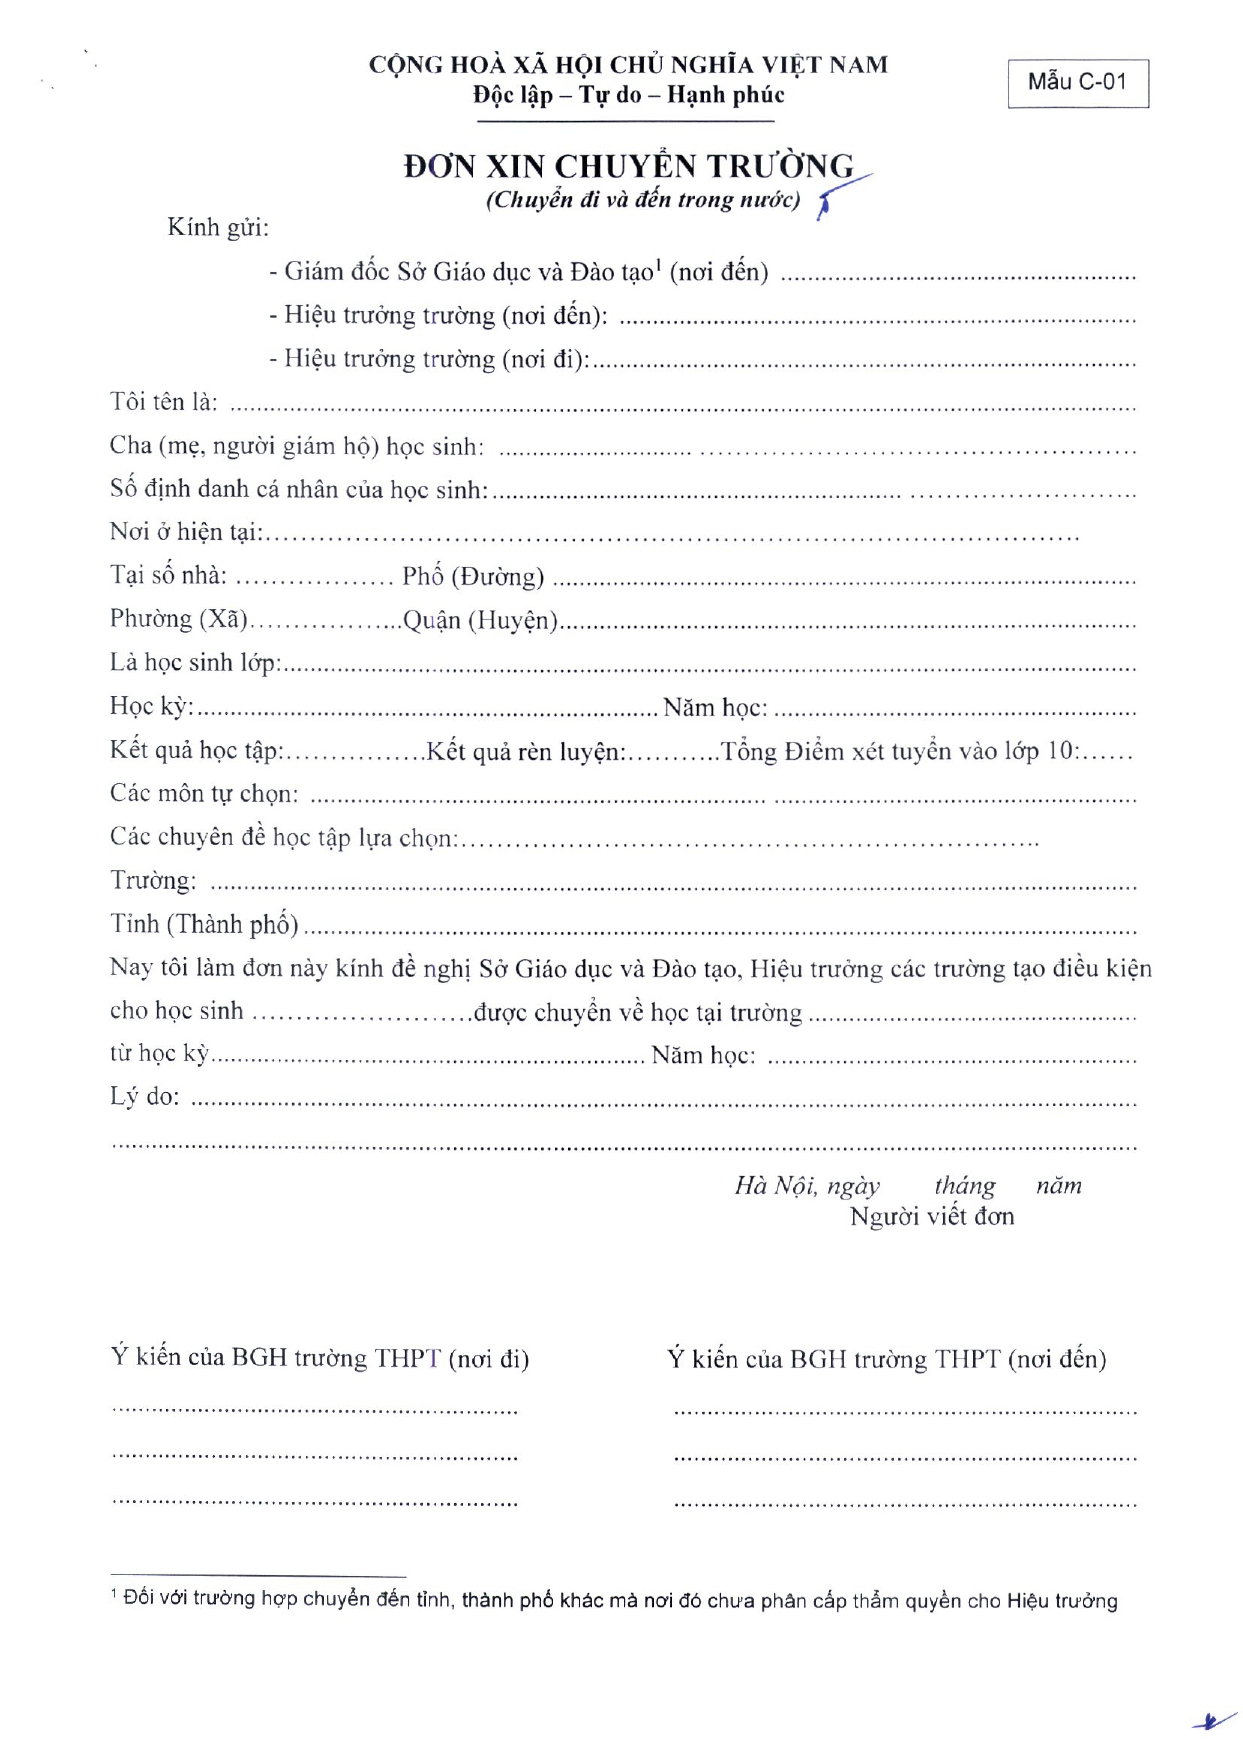 CỘNG HOÀ XÃ HỘI CHỦ NGHĨA VIỆT NAM
Mẫu C-01
Độc lập – Tự do – Hạnh phúc
ĐƠN XIN CHUYỂN TRƯỜNG
(Chuyển đi và đến trong nước)
Kính gửi:
- Giám đốc Sở Giáo dục và Đào tạo¹ (nơi đến) ..........
- Hiệu trưởng trường (nơi đến): ..........
- Hiệu trưởng trường (nơi đi):..........
Tôi tên là: ..........
Cha (mẹ, người giám hộ) học sinh: ..........
Số định danh cá nhân của học sinh:..........
Nơi ở hiện tại:..........
Tại số nhà: .......... Phố (Đường) ..........
Phường (Xã)..........Quận (Huyện)..........
Là học sinh lớp:..........
Học kỳ:.......... Năm học: ..........
Kết quả học tập:..........Kết quả rèn luyện:..........Tổng Điểm xét tuyển vào lớp 10:......
Các môn tự chọn: ..........
Các chuyên đề học tập lựa chọn:..........
Trường: ..........
Tỉnh (Thành phố)..........
Nay tôi làm đơn này kính đề nghị Sở Giáo dục và Đào tạo, Hiệu trưởng các trường tạo điều kiện
cho học sinh ..........được chuyển về học tại trường ..........
từ học kỳ.......... Năm học: ..........
Lý do: ..........
..........
Hà Nội, ngày tháng năm
Người viết đơn
Ý kiến của BGH trường THPT (nơi đi) Ý kiến của BGH trường THPT (nơi đến)
.......... ..........
.......... ..........
.......... ..........
¹ Đối với trường hợp chuyển đến tỉnh, thành phố khác mà nơi đó chưa phân cấp thẩm quyền cho Hiệu trưởng